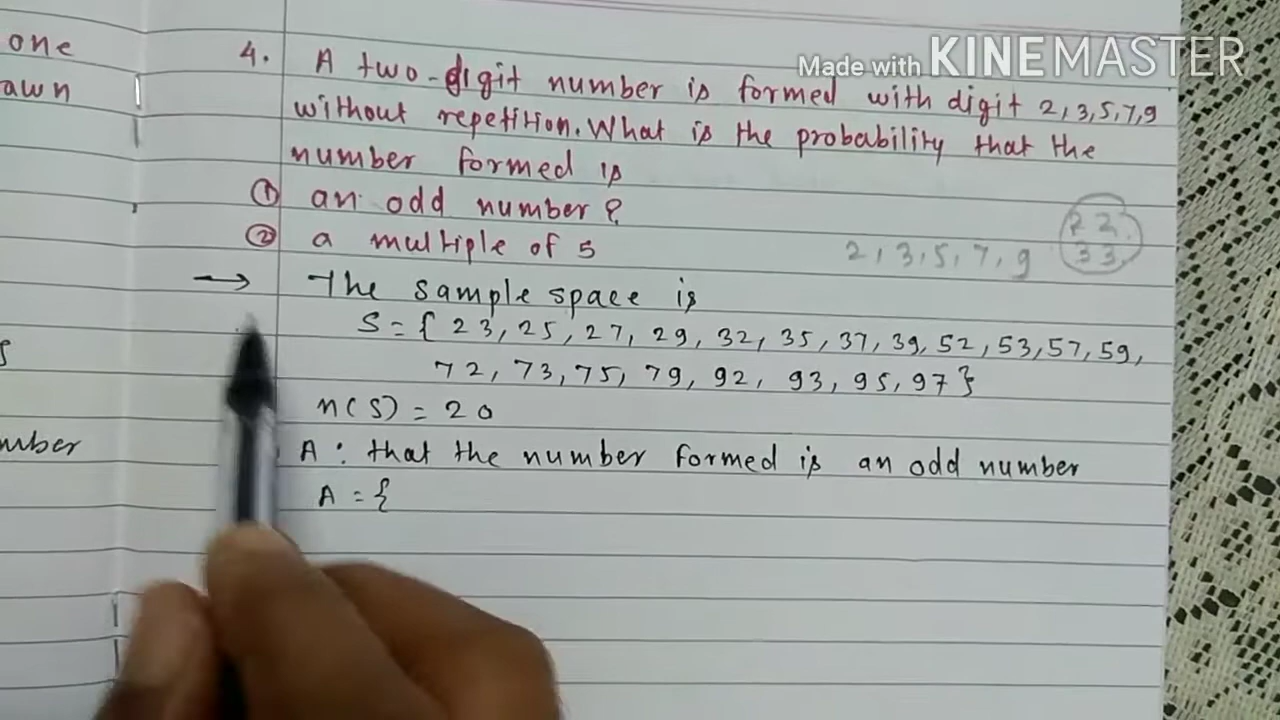 one
awn
Made with KINEMASTER
4. A two-digit number is formed with digit 2,3,5,7,9
without repetition. What is the probability that the
number formed is
① an odd number?
② a multiple of 5
2,3,5,7,9
22
33
→ The sample space is
S = { 23, 25, 27, 29, 32, 35, 37, 39, 52, 53, 57, 59,
72, 73, 75, 79, 92, 93, 95, 97 }
n(S) = 20
mber
A : that the number formed is an odd number
A = {